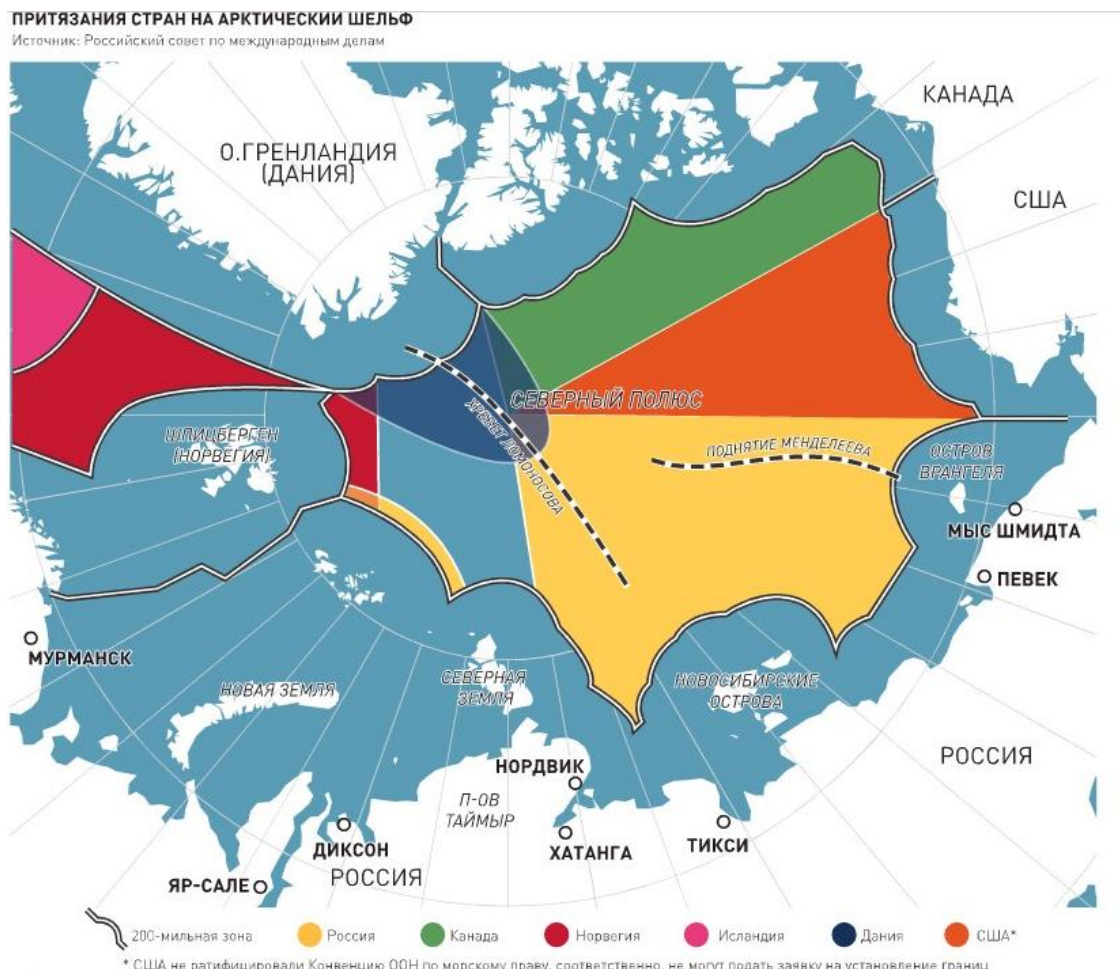 ПРИТЯЗАНИЯ СТРАН НА АРКТИЧЕСКИЙ ШЕЛЬФ
Источник: Российский совет по международным делам
КАНАДА
О.ГРЕНЛАНДИЯ
(ДАНИЯ)
США
СЕВЕРНЫЙ ПОЛЮС
ХРЕБЕТ ЛОМОНОСОВА
ПОДНЯТИЕ МЕНДЕЛЕЕВА
ШПИЦБЕРГЕН
(НОРВЕГИЯ)
ОСТРОВ
ВРАНГЕЛЯ
МЫС ШМИДТА
ПЕВЕК
МУРМАНСК
НОВАЯ ЗЕМЛЯ
СЕВЕРНАЯ
ЗЕМЛЯ
НОВОСИБИРСКИЕ
ОСТРОВА
РОССИЯ
НОРДВИК
П-ОВ
ТАЙМЫР
ДИКСОН
ХАТАНГА
ТИКСИ
ЯР-САЛЕ
РОССИЯ
200-мильная зона
Россия
Канада
Норвегия
Исландия
Дания
США*
* США не ратифицировали Конвенцию ООН по морскому праву, соответственно, не могут подать заявку на установление границ